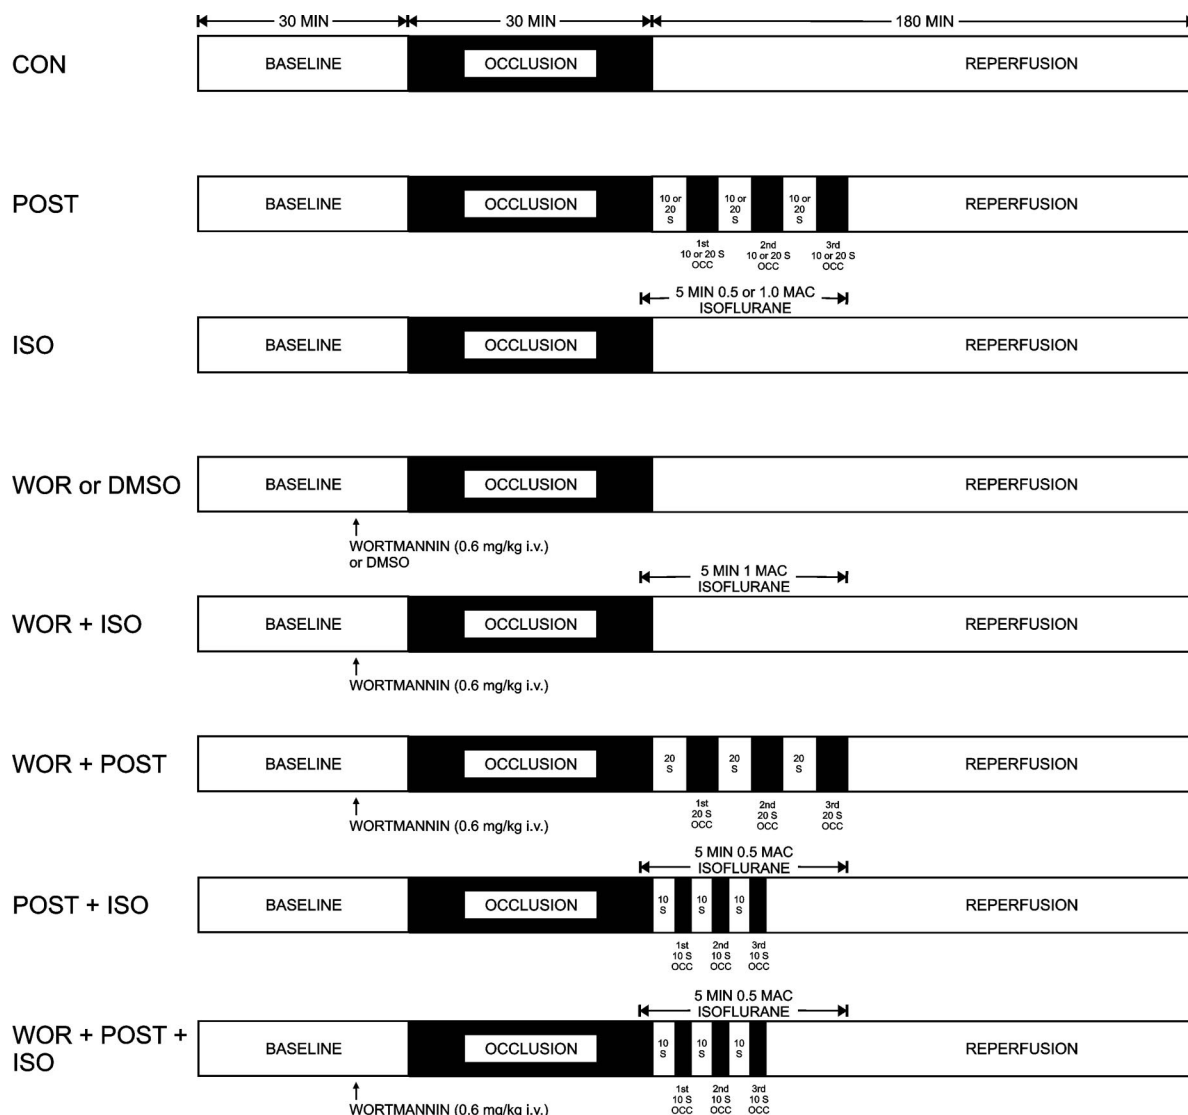 30 MIN 30 MIN 180 MIN
CON BASELINE OCCLUSION REPERFUSION
POST BASELINE OCCLUSION 10 or 20 S 10 or 20 S 10 or 20 S REPERFUSION
1st 2nd 3rd
10 or 20 S 10 or 20 S 10 or 20 S
OCC OCC OCC
5 MIN 0.5 or 1.0 MAC
ISOFLURANE
ISO BASELINE OCCLUSION REPERFUSION
WOR or DMSO BASELINE OCCLUSION REPERFUSION
WORTMANNIN (0.6 mg/kg i.v.)
or DMSO
5 MIN 1 MAC
ISOFLURANE
WOR + ISO BASELINE OCCLUSION REPERFUSION
WORTMANNIN (0.6 mg/kg i.v.)
WOR + POST BASELINE OCCLUSION 20 S 20 S 20 S REPERFUSION
1st 2nd 3rd
20 S 20 S 20 S
OCC OCC OCC
WORTMANNIN (0.6 mg/kg i.v.)
5 MIN 0.5 MAC
ISOFLURANE
POST + ISO BASELINE OCCLUSION 10 S 10 S 10 S REPERFUSION
1st 2nd 3rd
10 S 10 S 10 S
OCC OCC OCC
5 MIN 0.5 MAC
ISOFLURANE
WOR + POST +
ISO BASELINE OCCLUSION 10 S 10 S 10 S REPERFUSION
1st 2nd 3rd
10 S 10 S 10 S
OCC OCC OCC
WORTMANNIN (0.6 mg/kg i.v.)